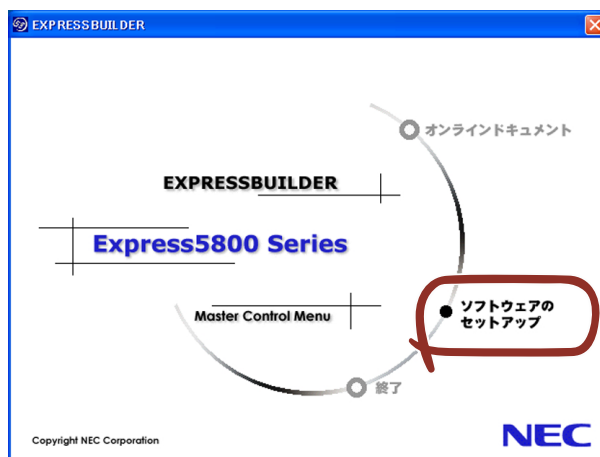 EXPRESSBUILDER
オンラインドキュメント
EXPRESSBUILDER
Express5800 Series
Master Control Menu
ソフトウェアの
セットアップ
終了
Copyright NEC Corporation
NEC